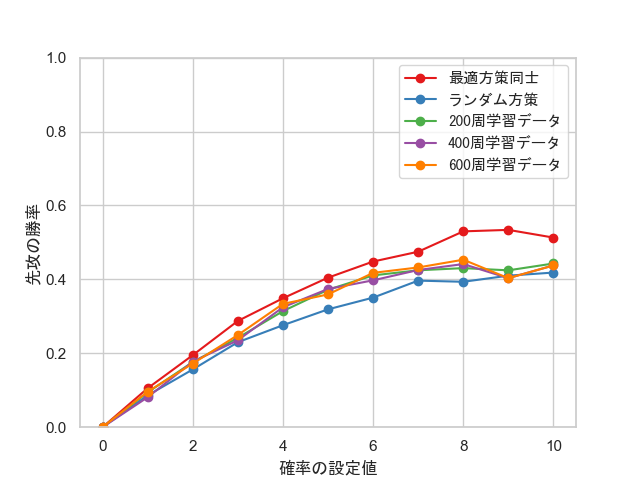 1.0
0.8
0.6
0.4
0.2
0.0
先攻の勝率
最適方策同士
ランダム方策
200周学習データ
400周学習データ
600周学習データ
0 2 4 6 8 10
確率の設定値